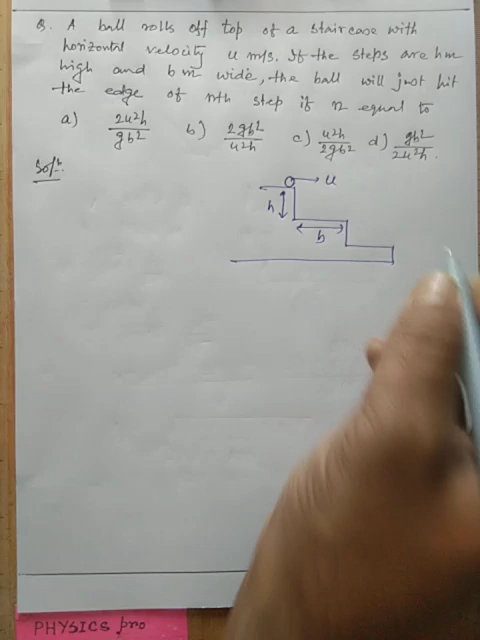 Q. A ball rolls off top of a staircase with
horizontal velocity u m/s. If the steps are h m
high and b m wide, the ball will just hit
the edge of nth step if n equal to
a) 2u²h/gb² b) 2gb²/u²h c) u²h/2gb² d) gb²/2u²h.
Solⁿ.
u
h
b
PHYSICS pro